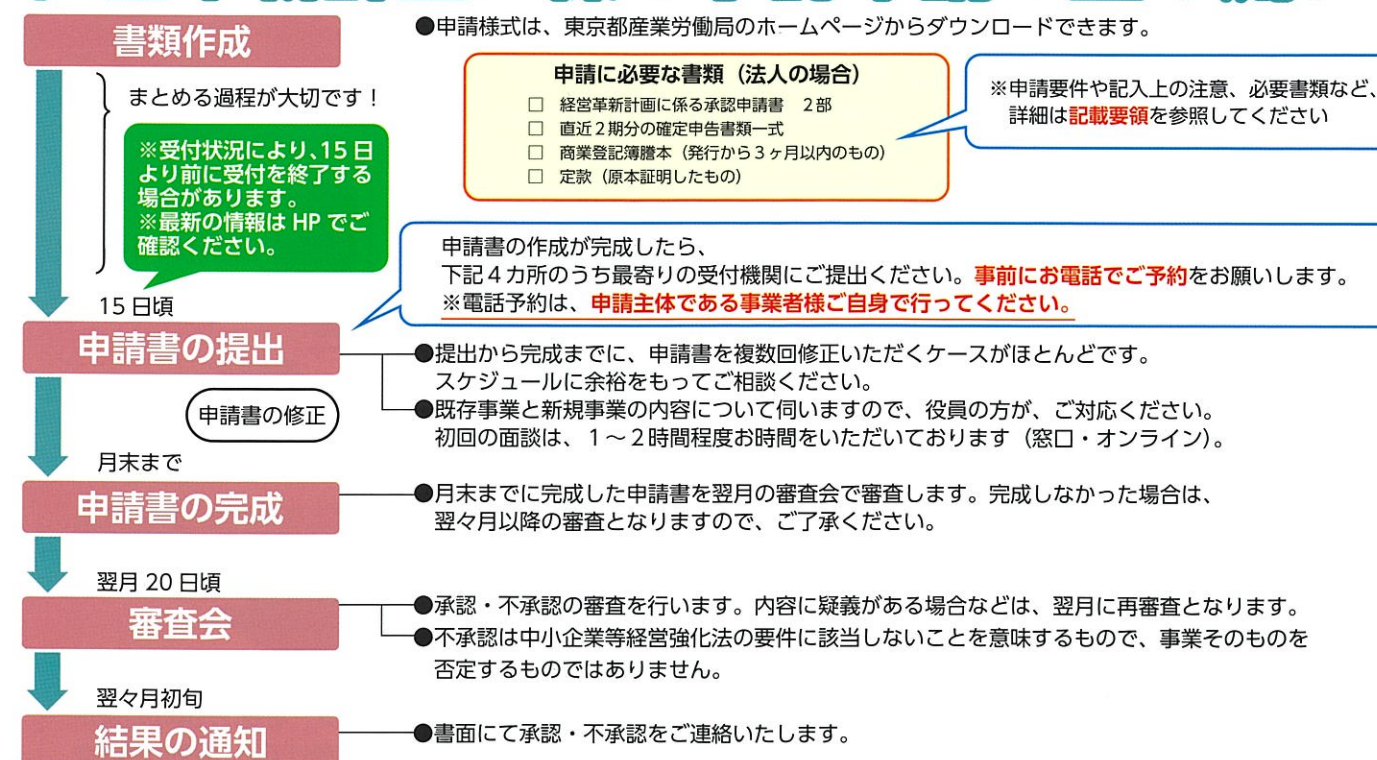 書類作成
●申請様式は、東京都産業労働局のホームページからダウンロードできます。
まとめる過程が大切です！
申請に必要な書類（法人の場合）
□ 経営革新計画に係る承認申請書 2部
□ 直近2期分の確定申告書類一式
□ 商業登記簿謄本（発行から3ヶ月以内のもの）
□ 定款（原本証明したもの）
※申請要件や記入上の注意、必要書類など、
詳細は記載要領を参照してください
※受付状況により、15日
より前に受付を終了する
場合があります。
※最新の情報は HP でご
確認ください。
申請書の作成が完成したら、
下記4カ所のうち最寄りの受付機関にご提出ください。事前にお電話でご予約をお願いします。
※電話予約は、申請主体である事業者様ご自身で行ってください。
15日頃
申請書の提出
●提出から完成までに、申請書を複数回修正いただくケースがほとんどです。
スケジュールに余裕をもってご相談ください。
申請書の修正
●既存事業と新規事業の内容について伺いますので、役員の方が、ご対応ください。
初回の面談は、1～2時間程度お時間をいただいております（窓口・オンライン）。
月末まで
申請書の完成
●月末までに完成した申請書を翌月の審査会で審査します。完成しなかった場合は、
翌々月以降の審査となりますので、ご了承ください。
翌月20日頃
審査会
●承認・不承認の審査を行います。内容に疑義がある場合などは、翌月に再審査となります。
●不承認は中小企業等経営強化法の要件に該当しないことを意味するもので、事業そのものを
否定するものではありません。
翌々月初旬
結果の通知
●書面にて承認・不承認をご連絡いたします。